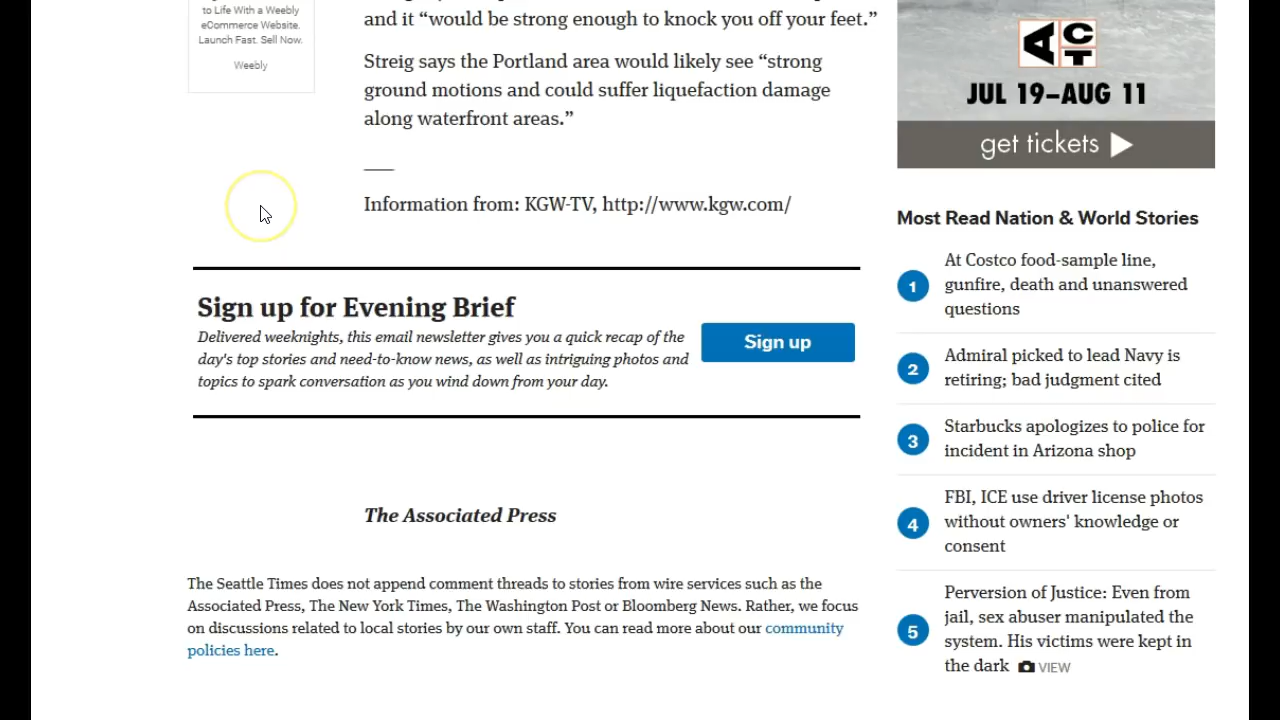 to Life With a Weebly
eCommerce Website.
Launch Fast. Sell Now.
Weebly
and it “would be strong enough to knock you off your feet.”
Streig says the Portland area would likely see “strong
ground motions and could suffer liquefaction damage
along waterfront areas.”
Information from: KGW-TV, http://www.kgw.com/
Sign up for Evening Brief
Delivered weeknights, this email newsletter gives you a quick recap of the
day's top stories and need-to-know news, as well as intriguing photos and
topics to spark conversation as you wind down from your day.
Sign up
The Associated Press
The Seattle Times does not append comment threads to stories from wire services such as the
Associated Press, The New York Times, The Washington Post or Bloomberg News. Rather, we focus
on discussions related to local stories by our own staff. You can read more about our community
policies here.
ACT
JUL 19–AUG 11
get tickets
Most Read Nation & World Stories
1
At Costco food-sample line,
gunfire, death and unanswered
questions
2
Admiral picked to lead Navy is
retiring; bad judgment cited
3
Starbucks apologizes to police for
incident in Arizona shop
4
FBI, ICE use driver license photos
without owners' knowledge or
consent
5
Perversion of Justice: Even from
jail, sex abuser manipulated the
system. His victims were kept in
the dark VIEW